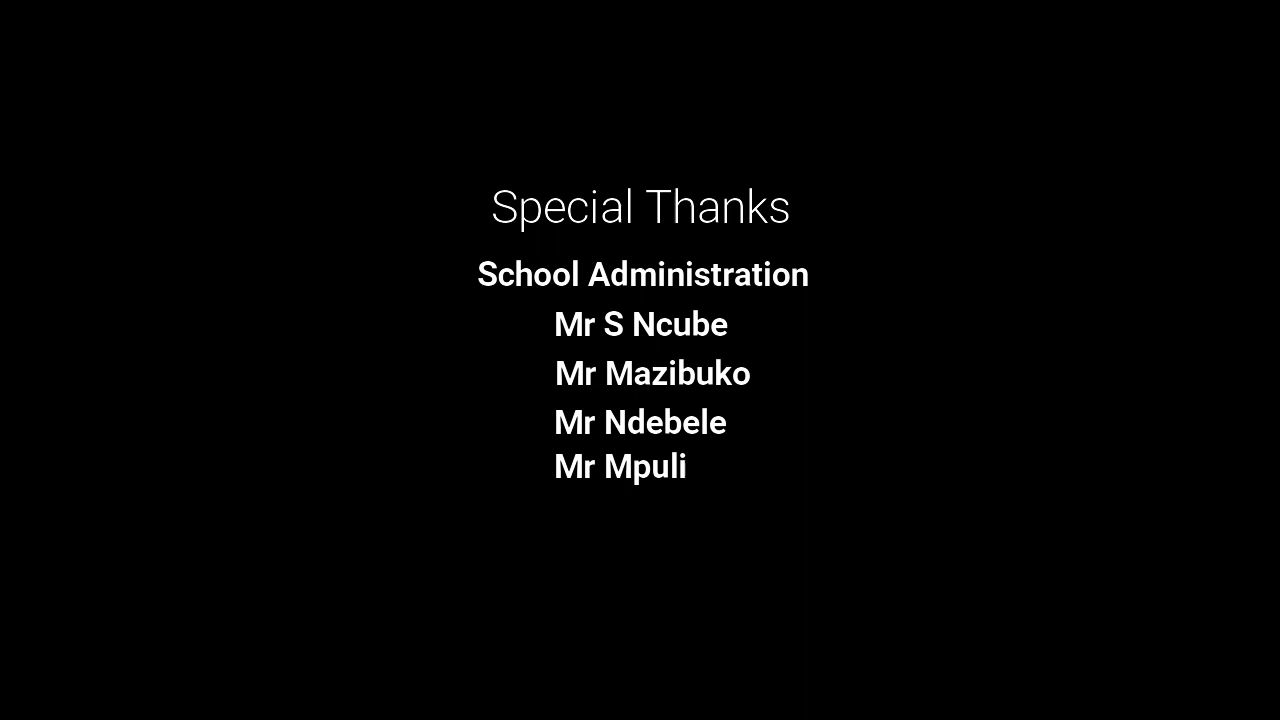 Special Thanks
School Administration
Mr S Ncube
Mr Mazibuko
Mr Ndebele
Mr Mpuli